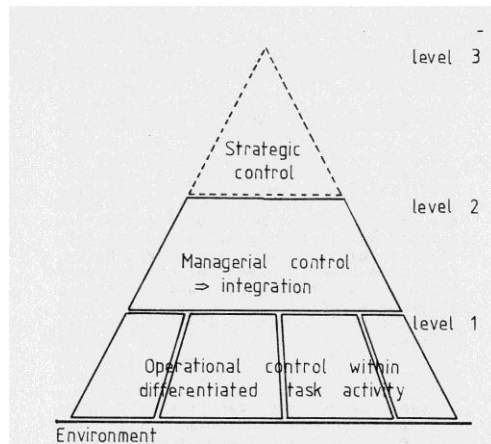 level 3
Strategic
control
level 2
Managerial control
⇒ integration
level 1
Operational control within
differentiated task activity
Environment